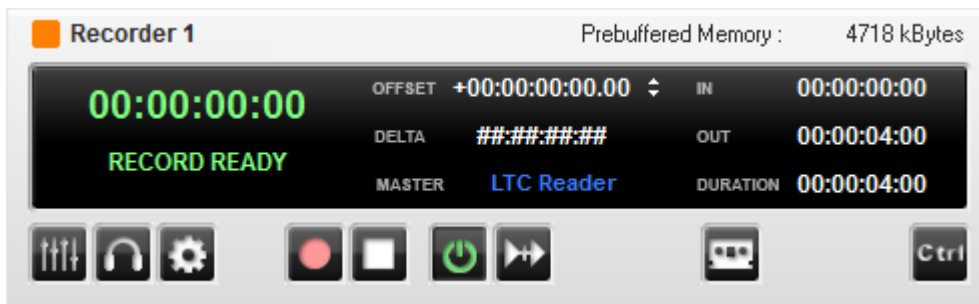 Recorder 1 Prebuffered Memory : 4718 kBytes
00:00:00:00
RECORD READY
OFFSET +00:00:00:00.00
DELTA ##:##:##:##
MASTER LTC Reader
IN 00:00:00:00
OUT 00:00:04:00
DURATION 00:00:04:00
Ctrl